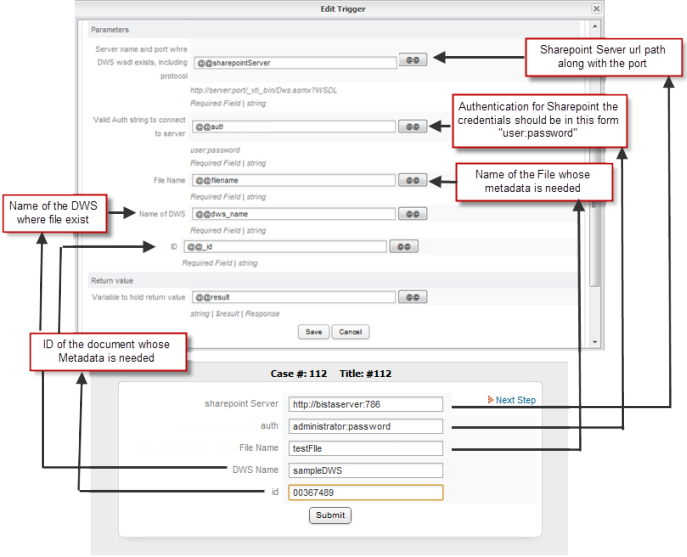 Edit Trigger
Parameters
Server name and port whre
DWS wsdl exists, including
protocol
@@sharepointServer
@@
http://server:port/_vti_bin/Dws.asmx?WSDL
Required Field | string
Sharepoint Server url path
along with the port
Valid Auth string to connect
to server
@@auth
@@
user:password
Required Field | string
Authentication for Sharepoint the
credentials should be in this form
"user:password"
File Name
@@filename
@@
Required Field | string
Name of the File whose
metadata is needed
Name of the DWS
where file exist
Name of DWS
@@dws_name
@@
Required Field | string
ID
@@_id
@@
Required Field | string
Return value
Variable to hold return value
@@result
@@
string | $result | Response
Save
Cancel
ID of the document whose
Metadata is needed
Case #: 112 Title: #112
Next Step
sharepoint Server
http://bistaserver:786
auth
administrator:password
File Name
testFIle
DWS Name
sampleDWS
id
00367489
Submit